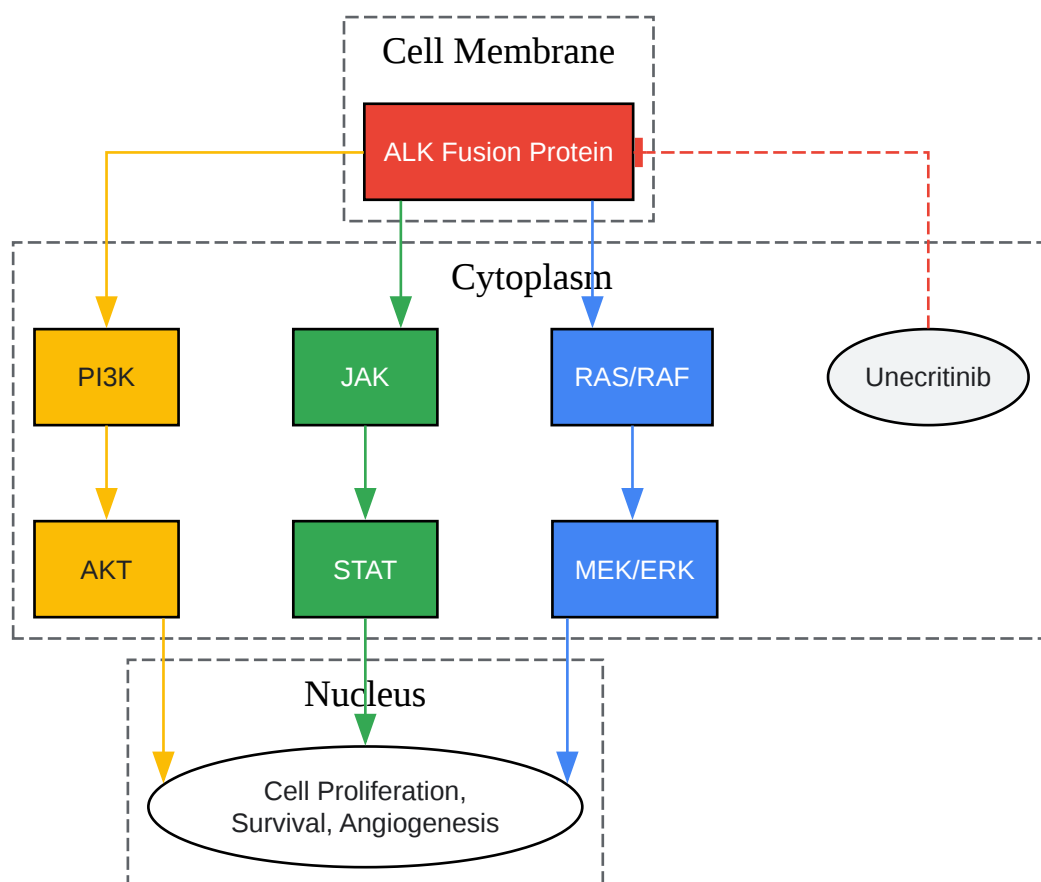 Cell Membrane
ALK Fusion Protein
Cytoplasm
PI3K
JAK
RAS/RAF
Unecritinib
AKT
STAT
MEK/ERK
Nucleus
Cell Proliferation,
Survival, Angiogenesis